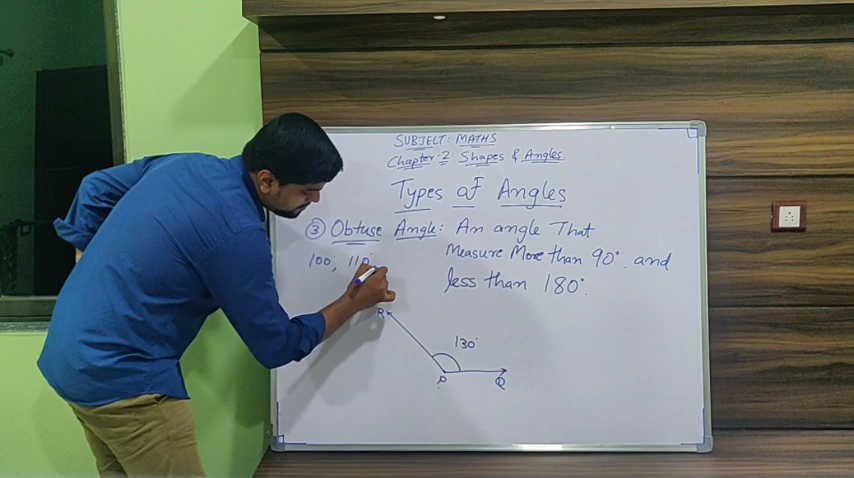 SUBJECT: MATHS
Chapter-2: Shapes & Angles
Types of Angles
③ Obtuse Angle: An angle That
Measure More than 90°. and
less than 180°.
100°, 110°
R
130°
P
Q